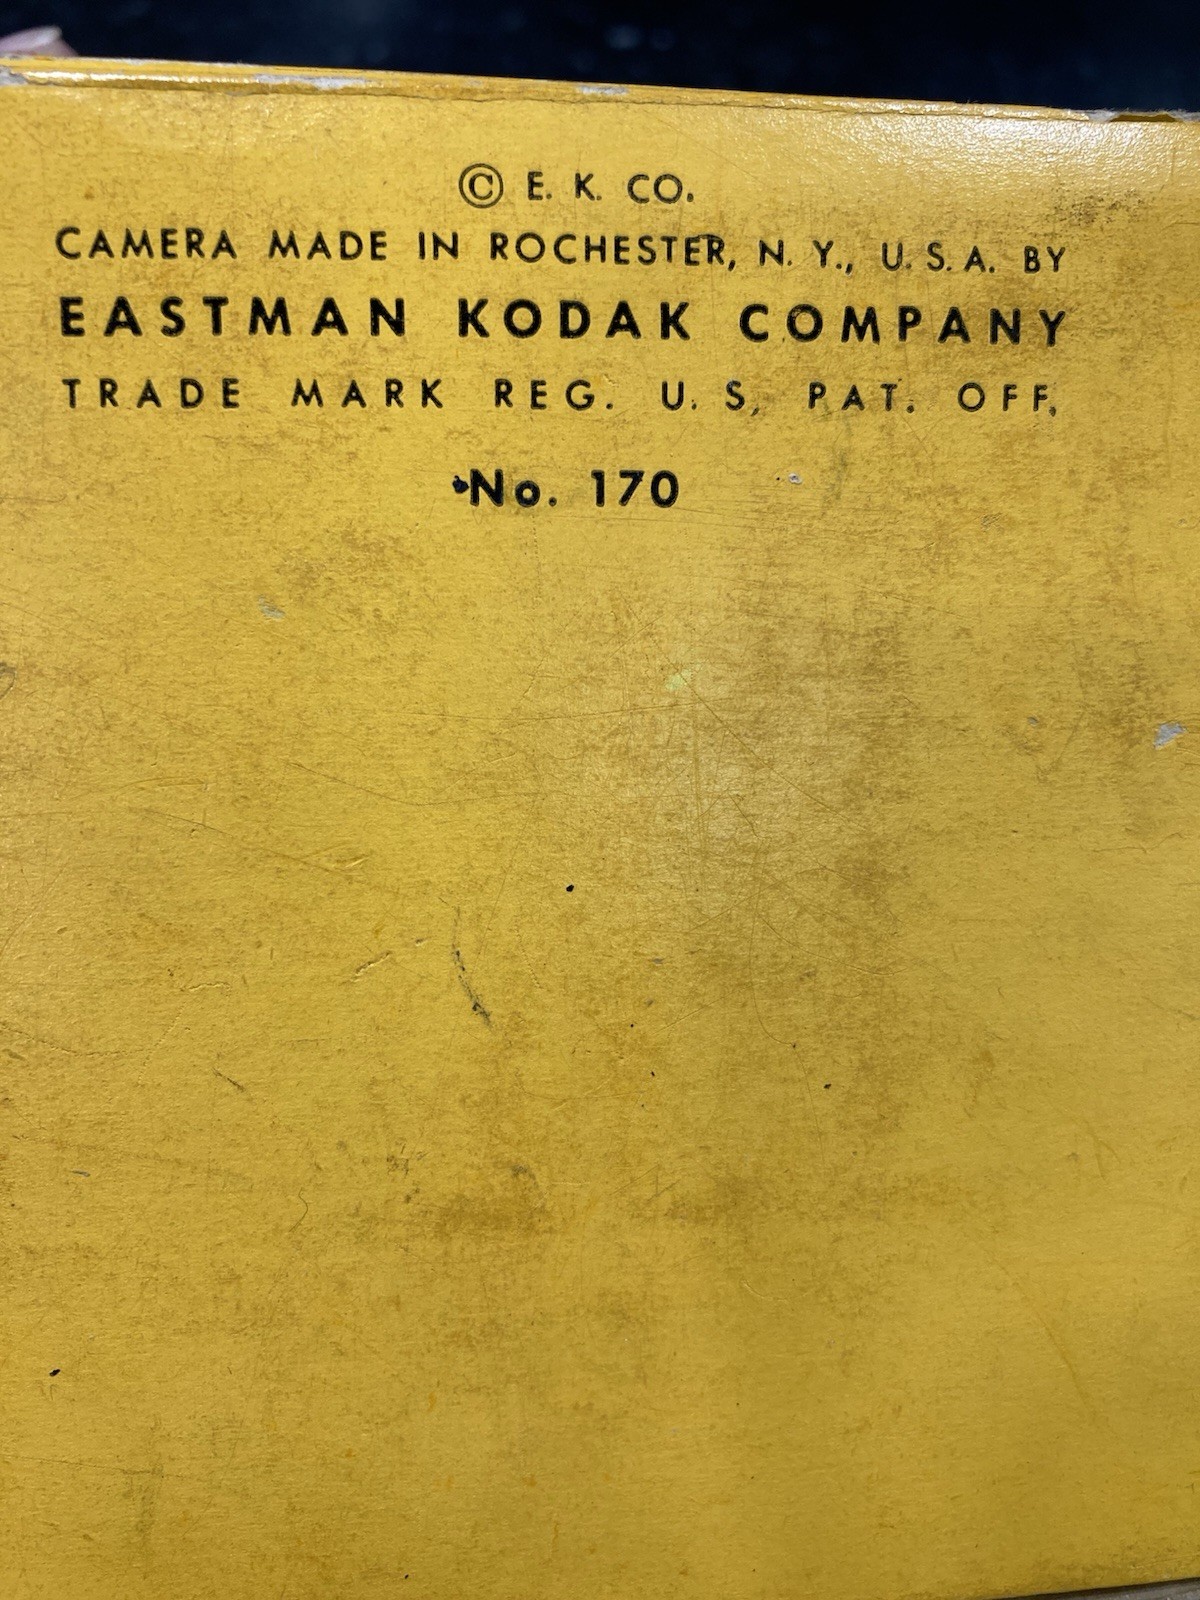 © E. K. CO.
CAMERA MADE IN ROCHESTER, N. Y., U. S. A. BY
EASTMAN KODAK COMPANY
TRADE MARK REG. U. S. PAT. OFF.
No. 170